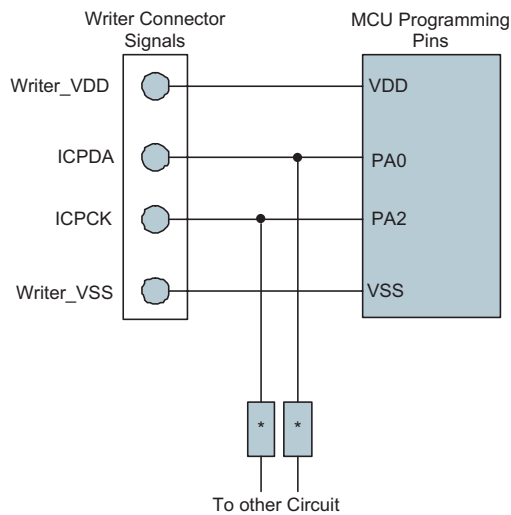 Writer Connector
Signals
MCU Programming
Pins
Writer_VDD
VDD
ICPDA
PA0
ICPCK
PA2
Writer_VSS
VSS
* *
To other Circuit